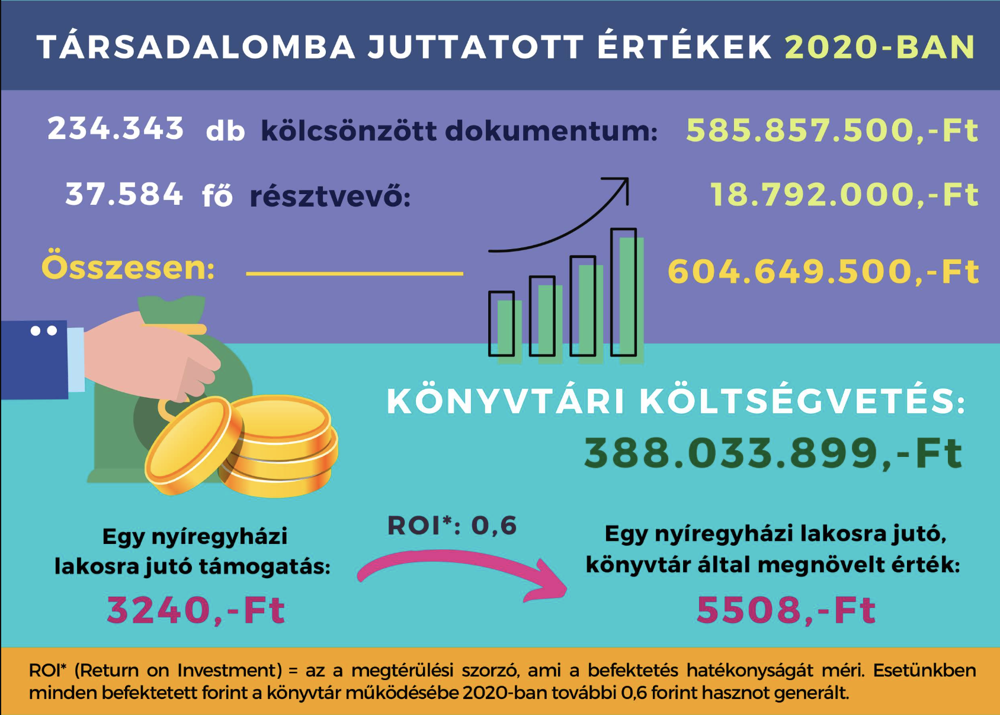 TÁRSADALOMBA JUTTATOTT ÉRTÉKEK 2020-BAN
234.343 db kölcsönzött dokumentum: 585.857.500,-Ft
37.584 fő résztvevő: 18.792.000,-Ft
Összesen: 604.649.500,-Ft
KÖNYVTÁRI KÖLTSÉGVETÉS:
388.033.899,-Ft
Egy nyíregyházi
lakosra jutó támogatás:
3240,-Ft
ROI*: 0,6
Egy nyíregyházi lakosra jutó,
könyvtár által megnövelt érték:
5508,-Ft
ROI* (Return on Investment) = az a megtérülési szorzó, ami a befektetés hatékonyságát méri. Esetünkben
minden befektetett forint a könyvtár működésébe 2020-ban további 0,6 forint hasznot generált.